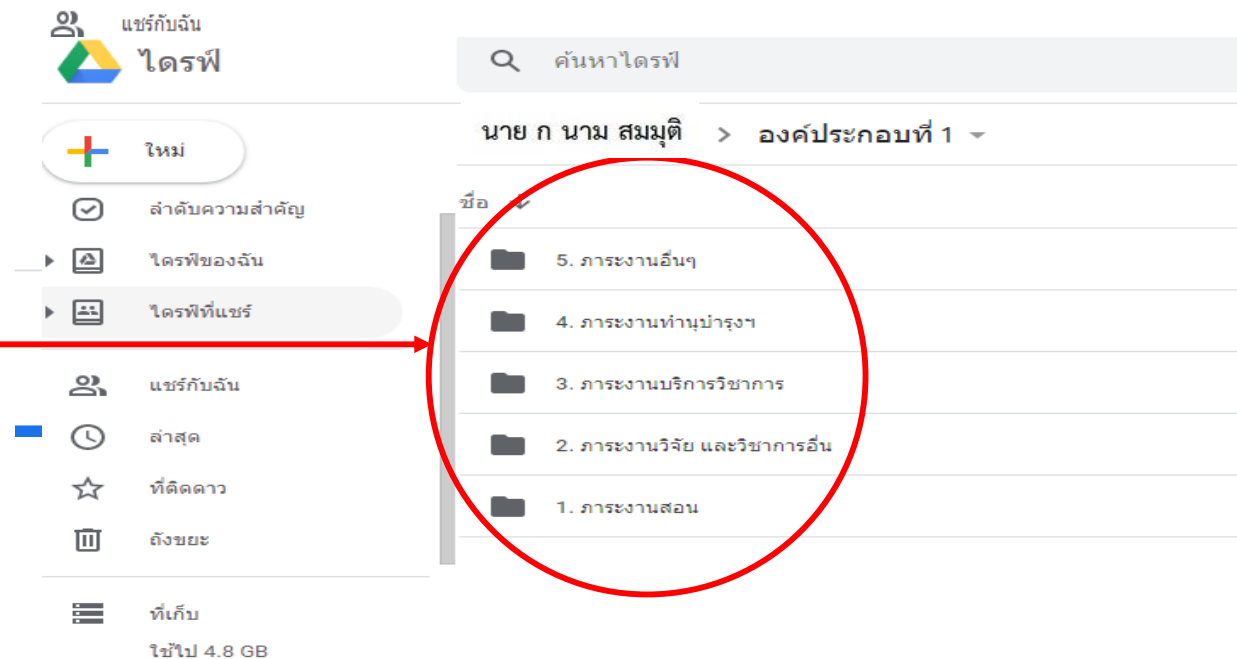 แชร์กับฉัน
ไดรฟ์
ค้นหาไดรฟ์
นาย ก นาม สมมุติ > องค์ประกอบที่ 1
ใหม่
ชื่อ
ลำดับความสำคัญ
ไดรฟ์ของฉัน
ไดรฟ์ที่แชร์
แชร์กับฉัน
ล่าสุด
ที่ติดดาว
ถังขยะ
ที่เก็บ
ใช้ไป 4.8 GB
5. ภาระงานอื่นๆ
4. ภาระงานทำนุบำรุงฯ
3. ภาระงานบริการวิชาการ
2. ภาระงานวิจัย และวิชาการอื่น
1. ภาระงานสอน